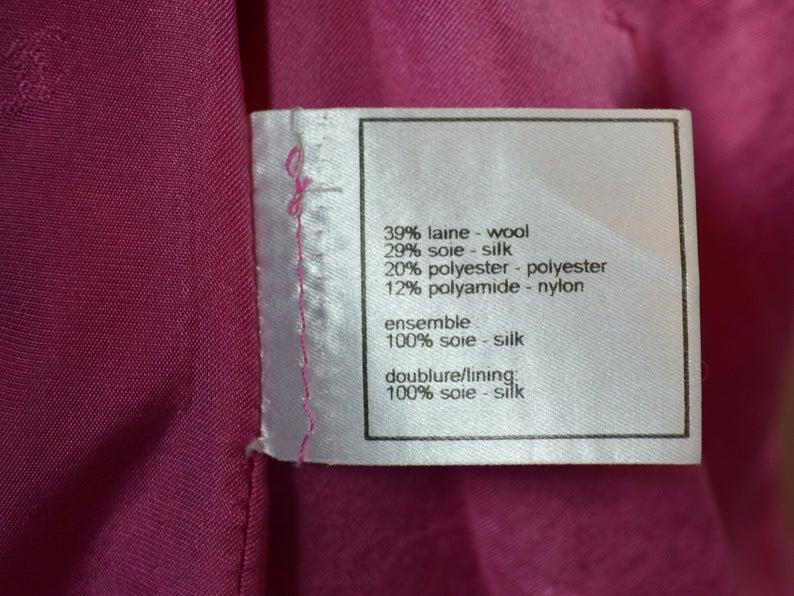 39% laine - wool
29% soie - silk
20% polyester - polyester
12% polyamide - nylon
ensemble :
100% soie - silk
doublure/lining:
100% soie - silk